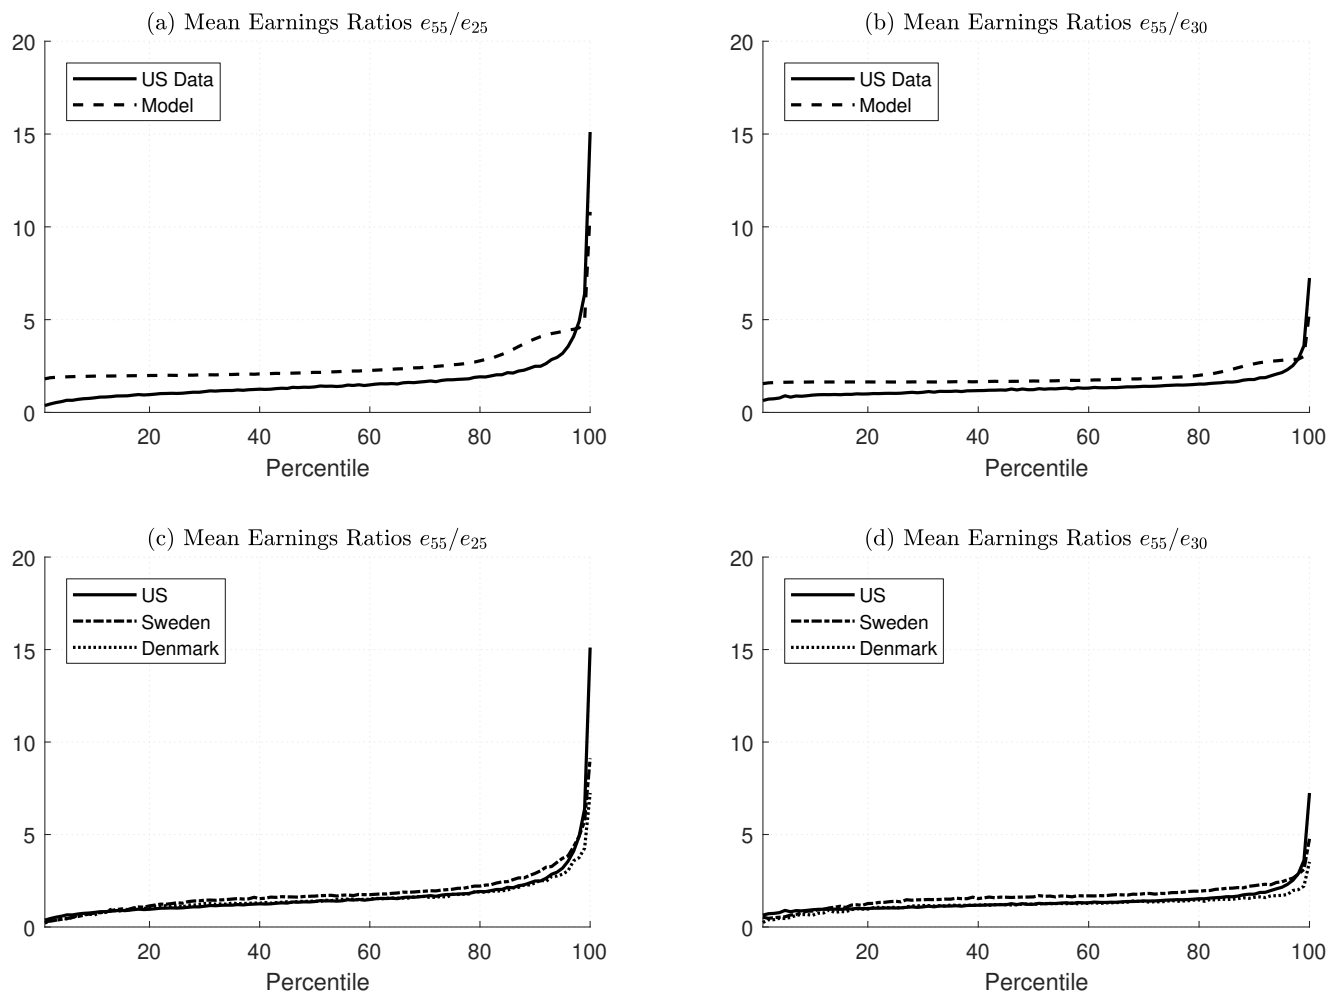 (a) Mean Earnings Ratios e55/e25
20
15
10
5
0
US Data
Model
20 40 60 80 100
Percentile
(b) Mean Earnings Ratios e55/e30
20
15
10
5
0
US Data
Model
20 40 60 80 100
Percentile
(c) Mean Earnings Ratios e55/e25
20
15
10
5
0
US
Sweden
Denmark
20 40 60 80 100
Percentile
(d) Mean Earnings Ratios e55/e30
20
15
10
5
0
US
Sweden
Denmark
20 40 60 80 100
Percentile